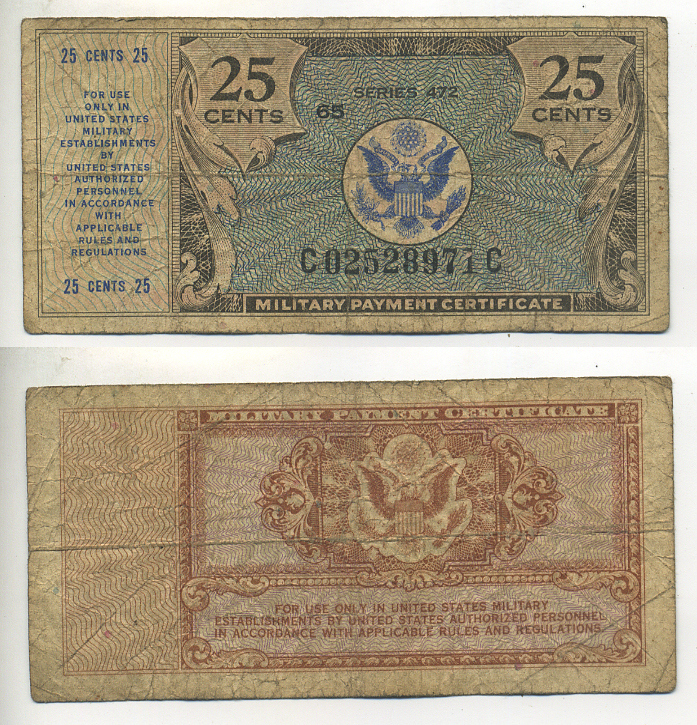 25 CENTS 25
FOR USE
ONLY IN
UNITED STATES
MILITARY
ESTABLISHMENTS
BY
UNITED STATES
AUTHORIZED
PERSONNEL
IN ACCORDANCE
WITH
APPLICABLE
RULES AND
REGULATIONS
25 CENTS 25
25
CENTS
SERIES 472
65
25
CENTS
C02528971C
MILITARY PAYMENT CERTIFICATE
MILITARY PAYMENT CERTIFICATE
FOR USE ONLY IN UNITED STATES MILITARY
ESTABLISHMENTS BY UNITED STATES AUTHORIZED PERSONNEL
IN ACCORDANCE WITH APPLICABLE RULES AND REGULATIONS